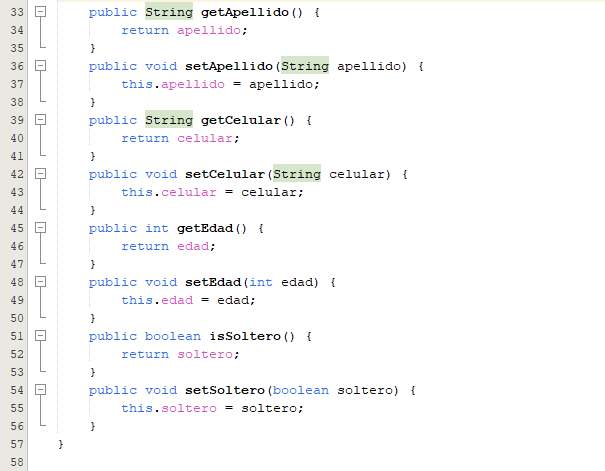 33 public String getApellido() {
34 return apellido;
35 }
36 public void setApellido(String apellido) {
37 this.apellido = apellido;
38 }
39 public String getCelular() {
40 return celular;
41 }
42 public void setCelular(String celular) {
43 this.celular = celular;
44 }
45 public int getEdad() {
46 return edad;
47 }
48 public void setEdad(int edad) {
49 this.edad = edad;
50 }
51 public boolean isSoltero() {
52 return soltero;
53 }
54 public void setSoltero(boolean soltero) {
55 this.soltero = soltero;
56 }
57 }
58